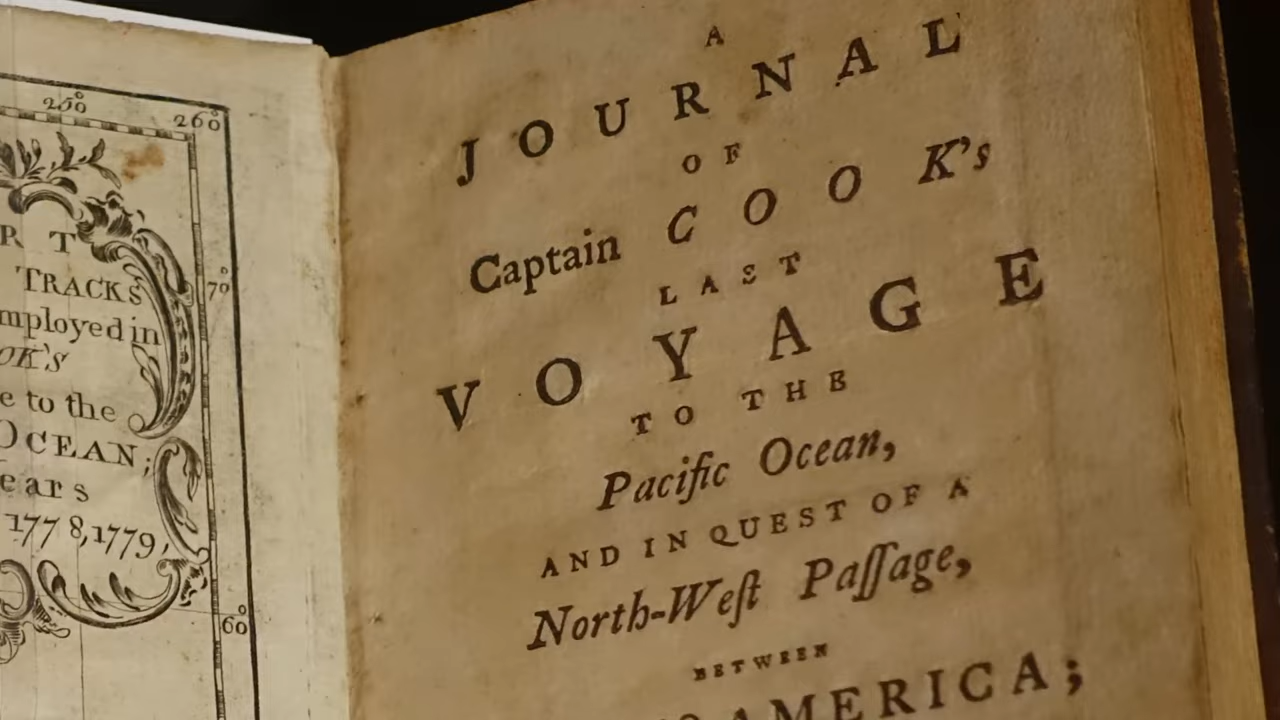 250°
260°
R T
TRACKS
mployed in
OK'S
e to the
OCEAN;
ears
1778,1779,
70°
60°
A
JOURNAL
OF
Captain COOK's
LAST
VOYAGE
TO THE
Pacific Ocean,
AND IN QUEST OF A
North-Weſt Paſſage,
BETWEEN
AMERICA;